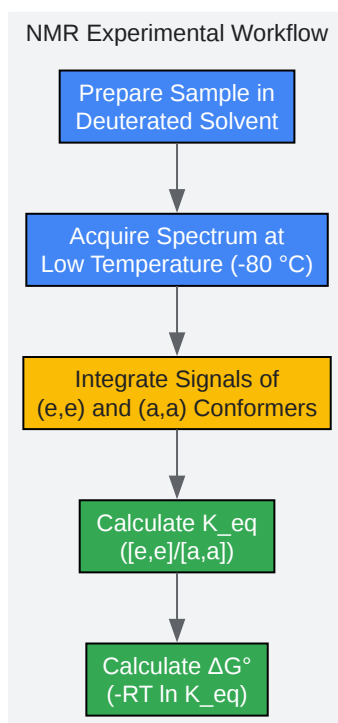 NMR Experimental Workflow
Prepare Sample in
Deuterated Solvent
Acquire Spectrum at
Low Temperature (-80 °C)
Integrate Signals of
(e,e) and (a,a) Conformers
Calculate K_eq
([e,e]/[a,a])
Calculate ΔG°
(-RT ln K_eq)